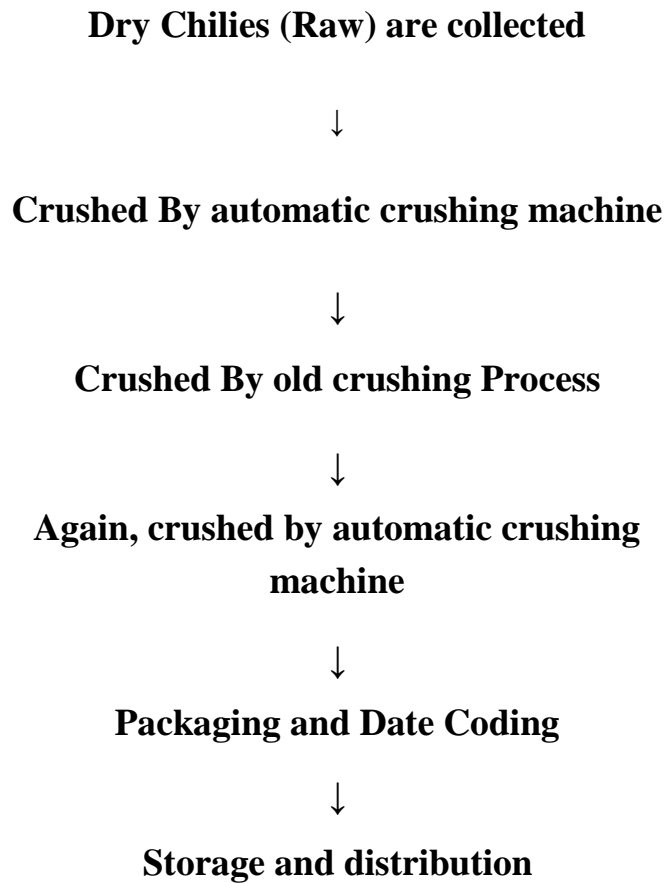 Dry Chilies (Raw) are collected
↓
Crushed By automatic crushing machine
↓
Crushed By old crushing Process
↓
Again, crushed by automatic crushing
machine
↓
Packaging and Date Coding
↓
Storage and distribution